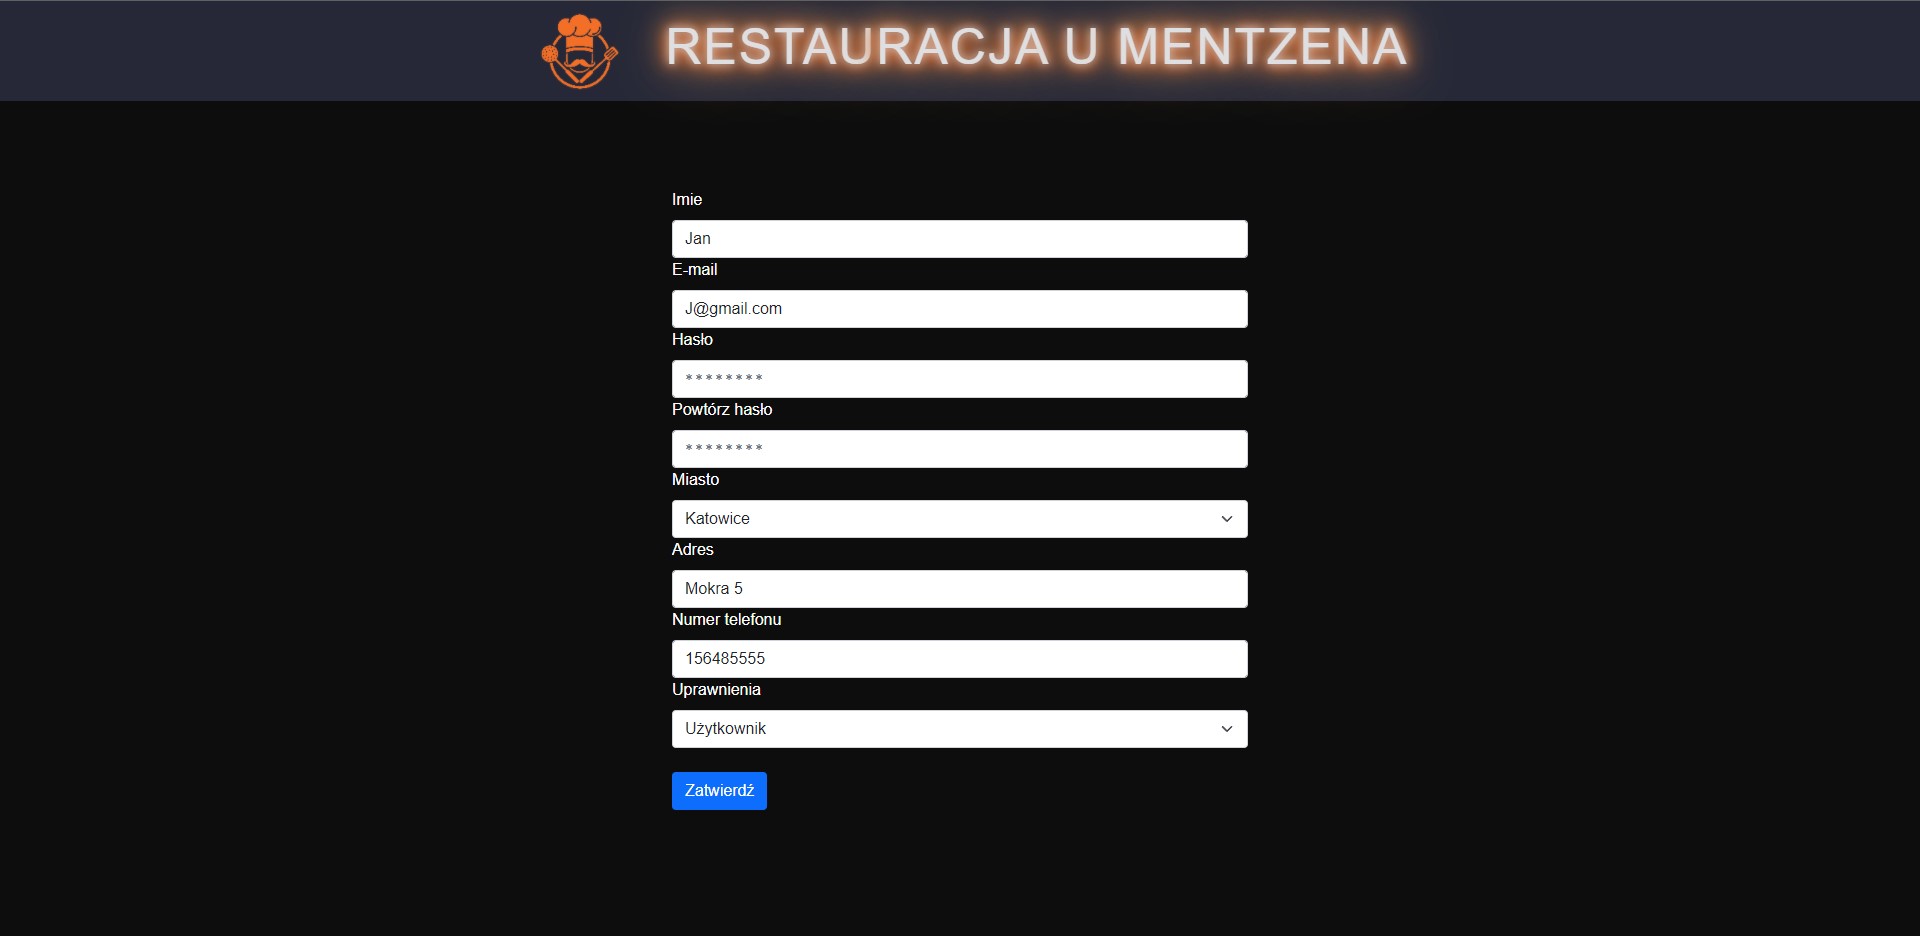 RESTAURACJA U MENTZENA
Imie
Jan
E-mail
J@gmail.com
Hasło
********
Powtórz hasło
********
Miasto
Katowice
Adres
Mokra 5
Numer telefonu
156485555
Uprawnienia
Użytkownik
Zatwierdź